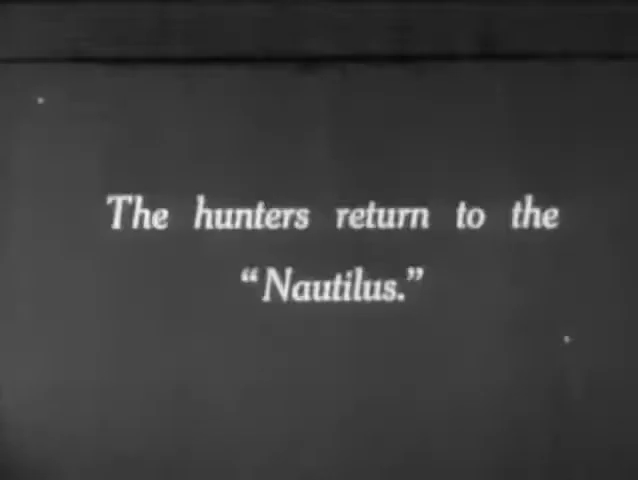 The hunters return to the
“Nautilus.”